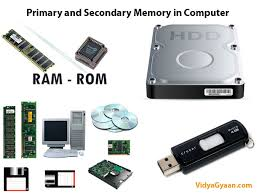 Primary and Secondary Memory in Computer
HDD
RAM - ROM
VidyaGyaan.com